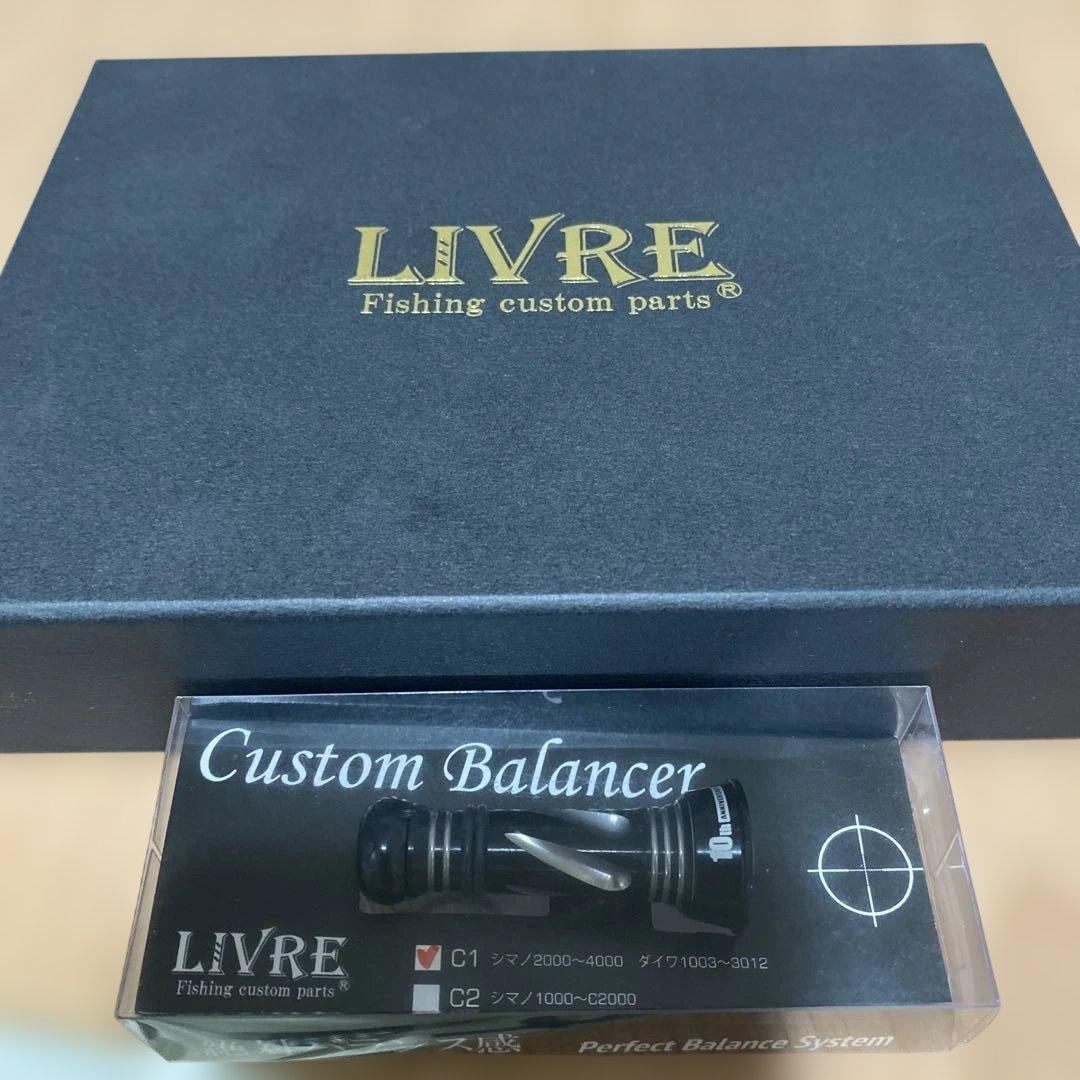 LIVRE
Fishing custom parts®
Custom Balancer
10th
ANNIVERSARY
LIVRE
Fishing custom parts®
C1 シマノ2000〜4000 ダイワ1003〜3012
C2 シマノ1000〜C2000
Perfect Balance System